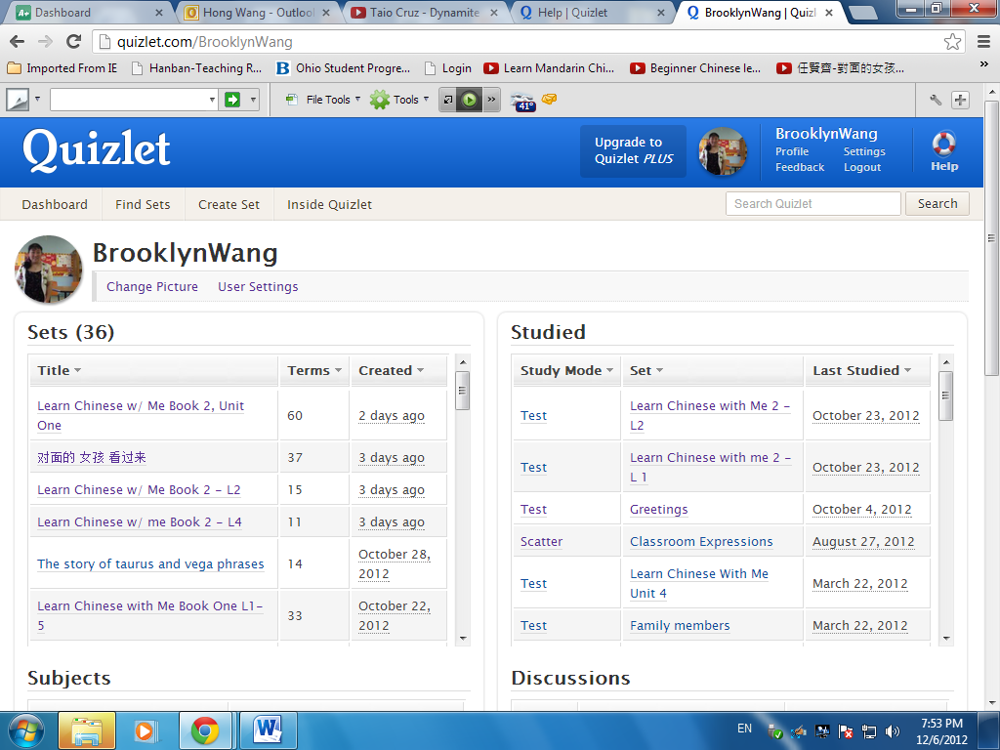 Dashboard
Hong Wang - Outlool
Taio Cruz - Dynamite
Help | Quizlet
BrooklynWang | Quiz
quizlet.com/BrooklynWang
Imported From IE
Hanban-Teaching R...
Ohio Student Progre...
Login
Learn Mandarin Chi...
Beginner Chinese le...
任賢齊-對面的女孩...
»
File Tools
Tools
»
41°
Quizlet
Upgrade to
Quizlet PLUS
BrooklynWang
Profile Settings
Feedback Logout
Help
Dashboard
Find Sets
Create Set
Inside Quizlet
Search Quizlet
Search
BrooklynWang
Change Picture User Settings
Sets (36)
Title Terms Created
Learn Chinese w/ Me Book 2, Unit
One
60
2 days ago
对面的 女孩 看过来 37 3 days ago
Learn Chinese w/ Me Book 2 - L2 15 3 days ago
Learn Chinese w/ me Book 2 - L4 11 3 days ago
The story of taurus and vega phrases 14
October 28,
2012
Learn Chinese with Me Book One L1-
5
33
October 22,
2012
Subjects
Studied
Study Mode Set Last Studied
Test
Learn Chinese with Me 2 -
L2
October 23, 2012
Test
Learn Chinese with me 2 -
L 1
October 23, 2012
Test Greetings October 4, 2012
Scatter Classroom Expressions August 27, 2012
Test
Learn Chinese With Me
Unit 4
March 22, 2012
Test Family members March 22, 2012
Discussions
EN
7:53 PM
12/6/2012